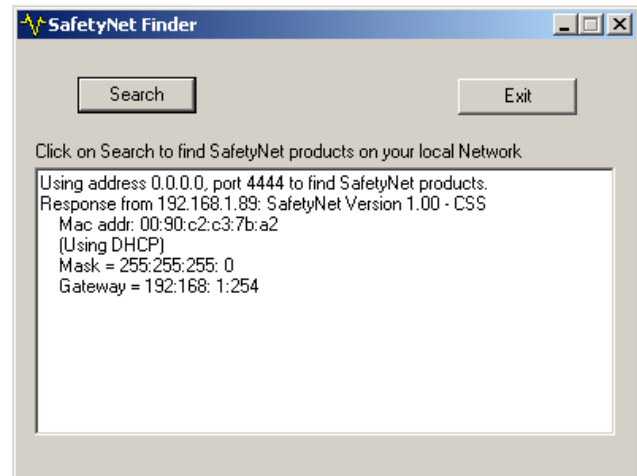 SafetyNet Finder
Search
Exit
Click on Search to find SafetyNet products on your local Network
Using address 0.0.0.0, port 4444 to find SafetyNet products.
Response from 192.168.1.89: SafetyNet Version 1.00 - CSS
Mac addr: 00:90:c2:c3:7b:a2
(Using DHCP)
Mask = 255:255:255: 0
Gateway = 192:168: 1:254